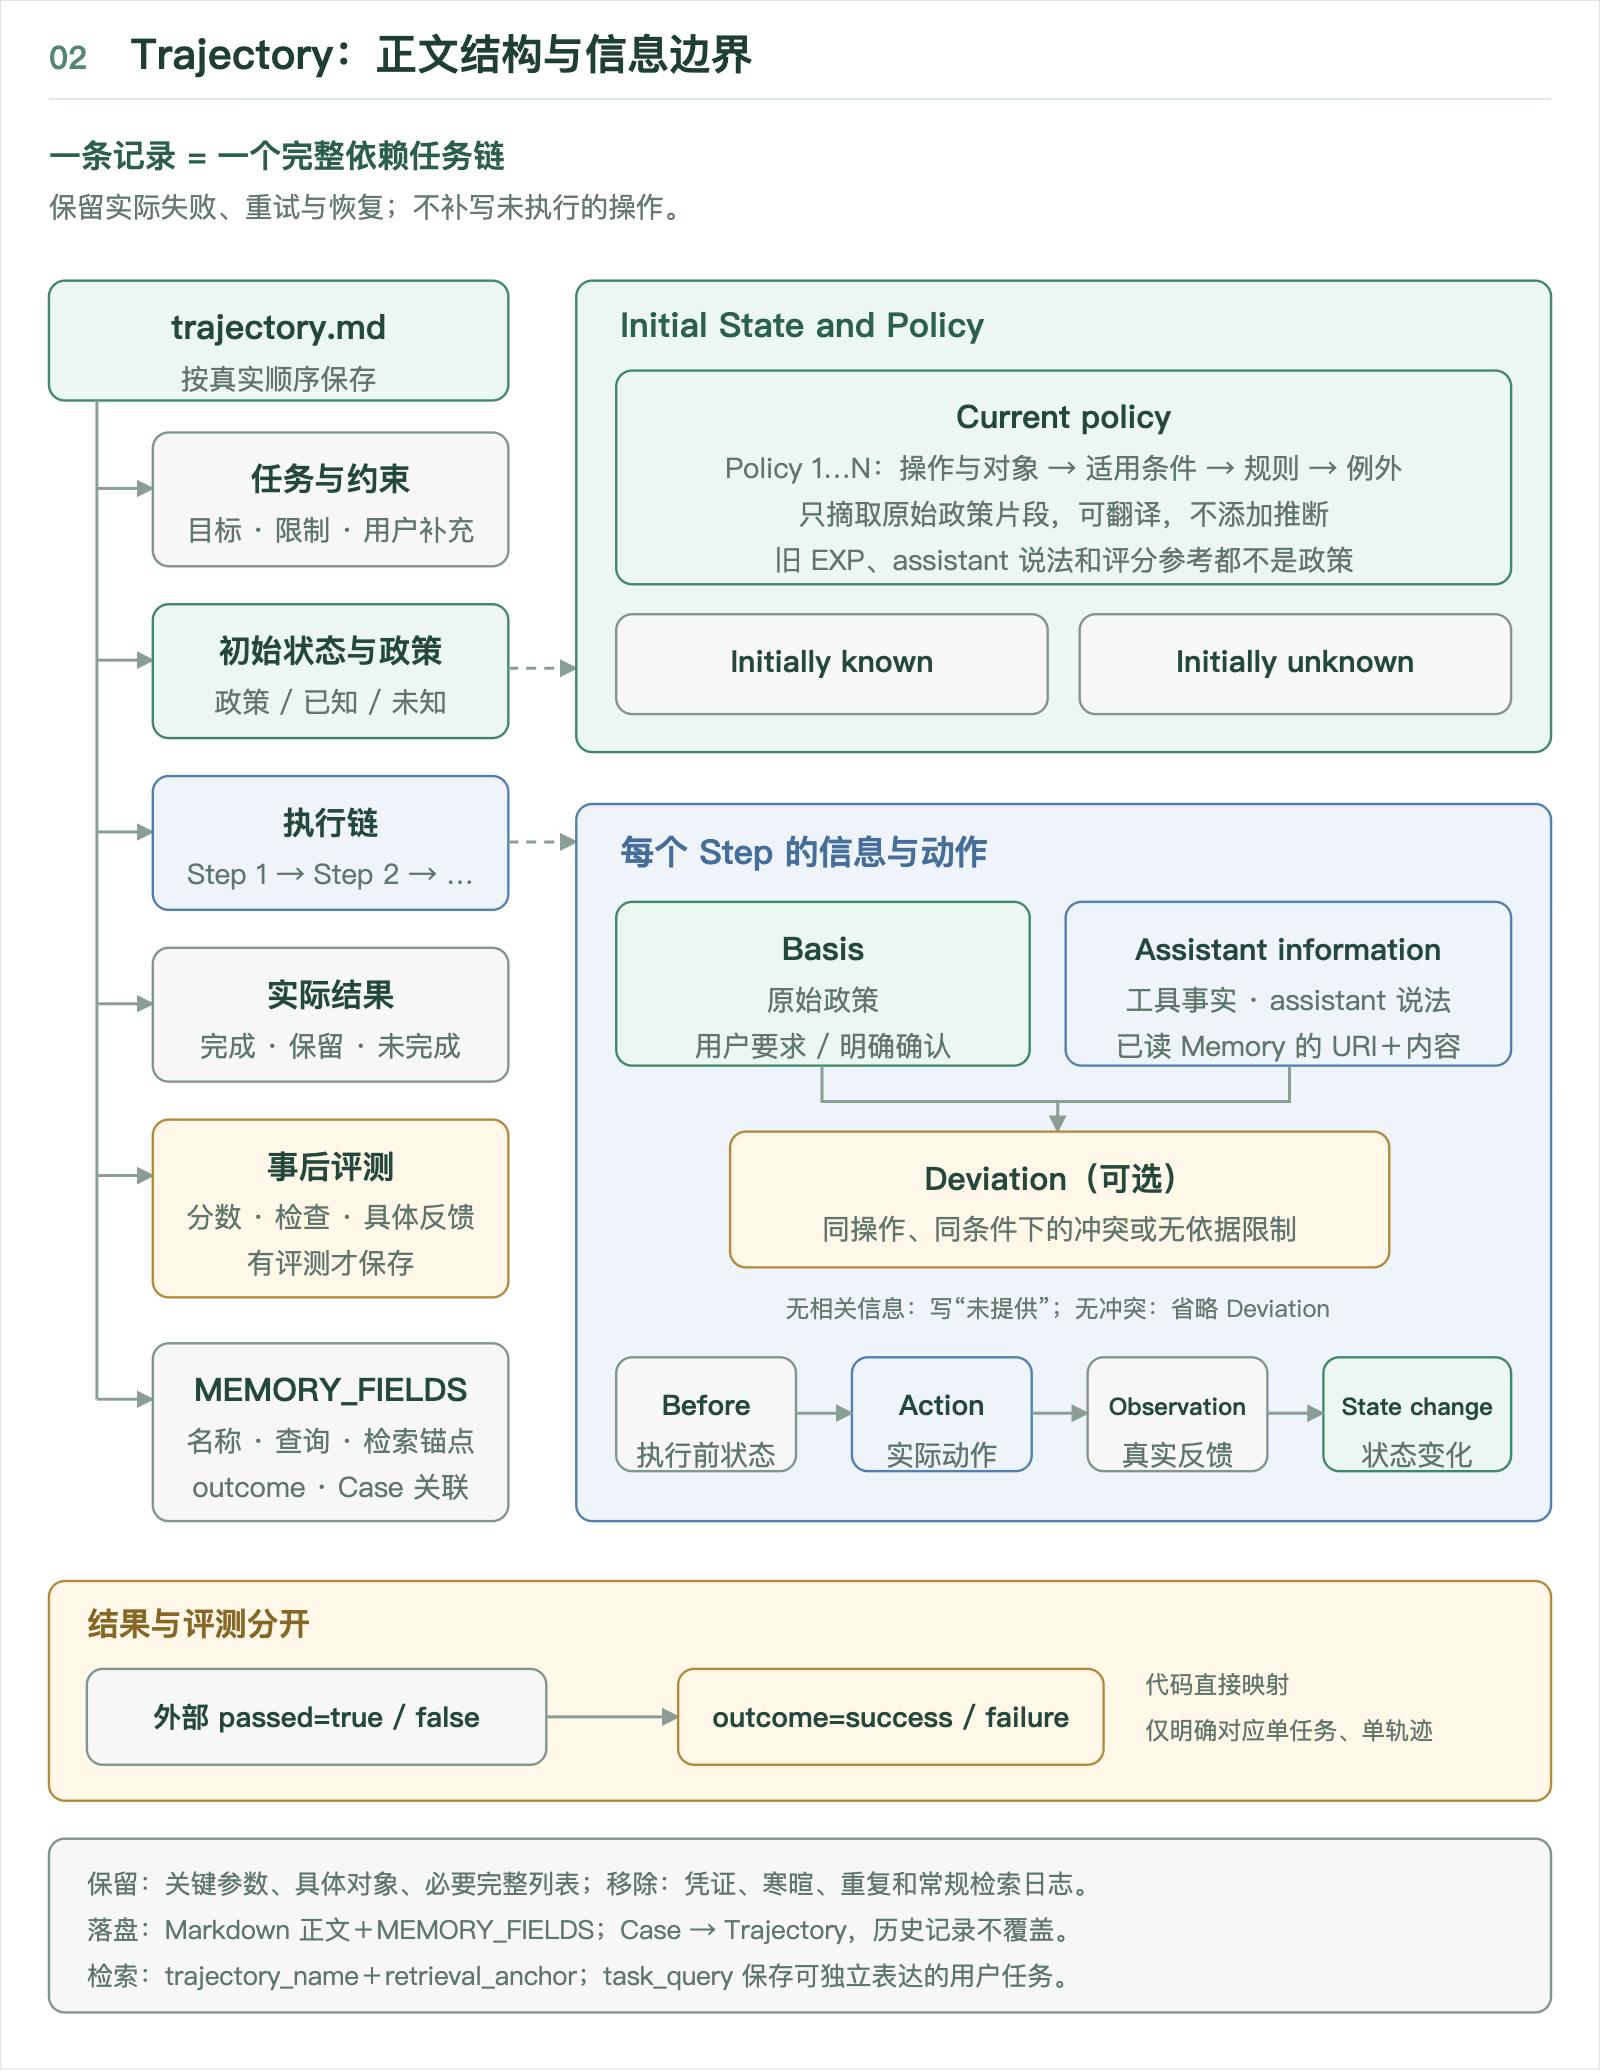 02 Trajectory：正文结构与信息边界
一条记录 = 一个完整依赖任务链
保留实际失败、重试与恢复；不补写未执行的操作。
trajectory.md
按真实顺序保存
任务与约束
目标 · 限制 · 用户补充
初始状态与政策
政策 / 已知 / 未知
执行链
Step 1 → Step 2 → …
实际结果
完成 · 保留 · 未完成
事后评测
分数 · 检查 · 具体反馈
有评测才保存
MEMORY_FIELDS
名称 · 查询 · 检索锚点
outcome · Case 关联
Initial State and Policy
Current policy
Policy 1…N：操作与对象 → 适用条件 → 规则 → 例外
只摘取原始政策片段，可翻译，不添加推断
旧 EXP、assistant 说法和评分参考都不是政策
Initially known
Initially unknown
每个 Step 的信息与动作
Basis
原始政策
用户要求 / 明确确认
Assistant information
工具事实 · assistant 说法
已读 Memory 的 URI＋内容
Deviation（可选）
同操作、同条件下的冲突或无依据限制
无相关信息：写“未提供”；无冲突：省略 Deviation
Before
执行前状态
Action
实际动作
Observation
真实反馈
State change
状态变化
结果与评测分开
外部 passed=true / false
outcome=success / failure
代码直接映射
仅明确对应单任务、单轨迹
保留：关键参数、具体对象、必要完整列表；移除：凭证、寒暄、重复和常规检索日志。
落盘：Markdown 正文＋MEMORY_FIELDS；Case → Trajectory，历史记录不覆盖。
检索：trajectory_name＋retrieval_anchor；task_query 保存可独立表达的用户任务。